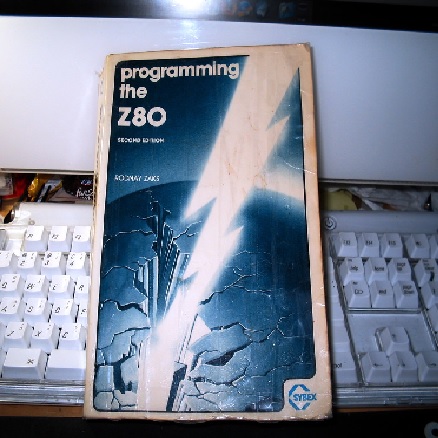 programming
the
Z80
SECOND EDITION
RODNAY ZAKS
SYBEX